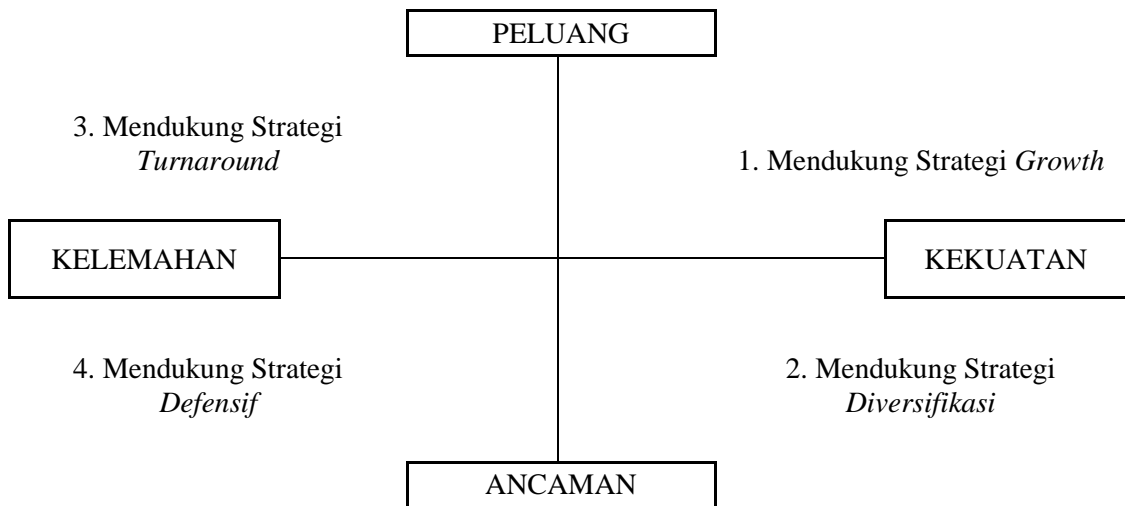 PELUANG
3. Mendukung Strategi
Turnaround
1. Mendukung Strategi Growth
KELEMAHAN
KEKUATAN
4. Mendukung Strategi
Defensif
2. Mendukung Strategi
Diversifikasi
ANCAMAN